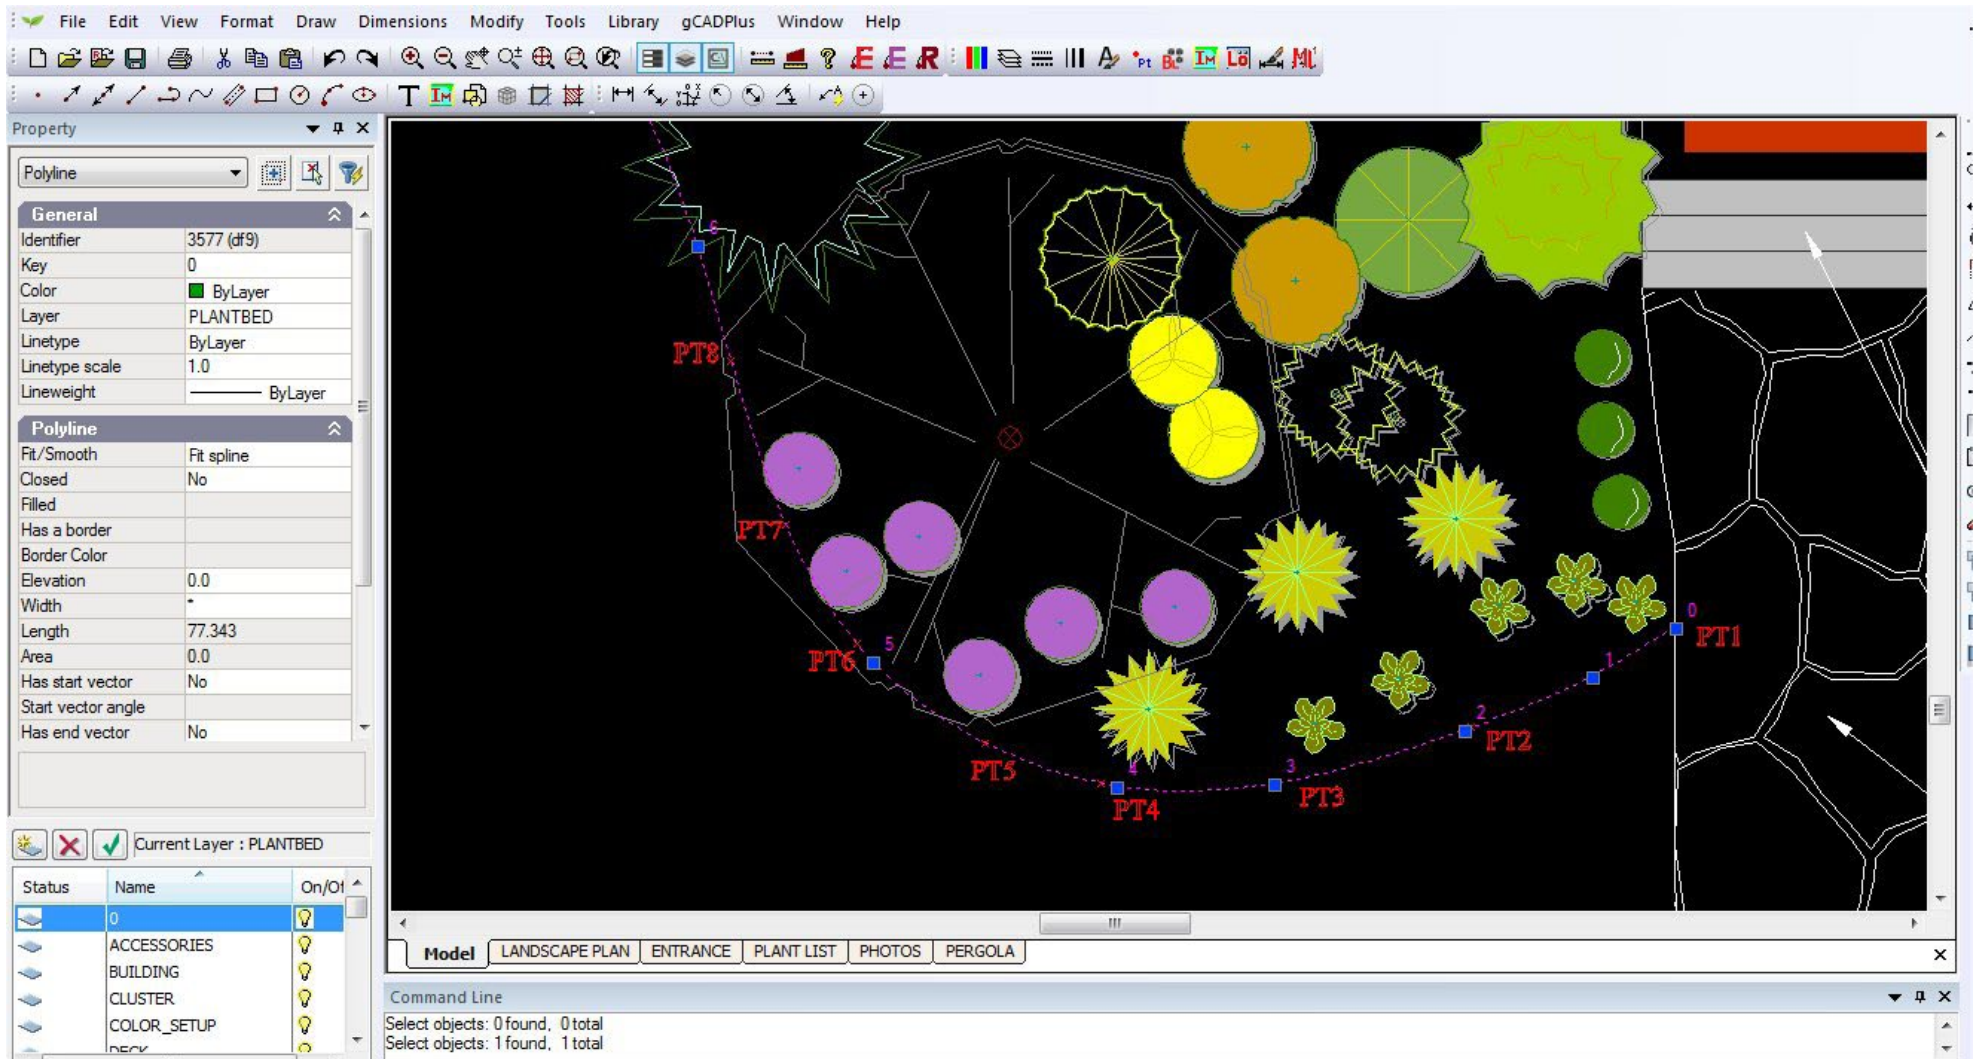 File Edit View Format Draw Dimensions Modify Tools Library gCADPlus Window Help
Property
Polyline
General
Identifier 3577 (df9)
Key 0
Color ByLayer
Layer PLANTBED
Linetype ByLayer
Linetype scale 1.0
Lineweight ByLayer
Polyline
Fit/Smooth Fit spline
Closed No
Filled
Has a border
Border Color
Elevation 0.0
Width *
Length 77.343
Area 0.0
Has start vector No
Start vector angle
Has end vector No
Current Layer : PLANTBED
Status Name
0
ACCESSORIES
BUILDING
CLUSTER
COLOR_SETUP
6
PT8
PT7
PT6
5
PT5
4
PT4
3
PT3
2
PT2
1
0
PT1
Model LANDSCAPE PLAN ENTRANCE PLANT LIST PHOTOS PERGOLA
Command Line
Select objects: 0 found, 0 total
Select objects: 1 found, 1 total